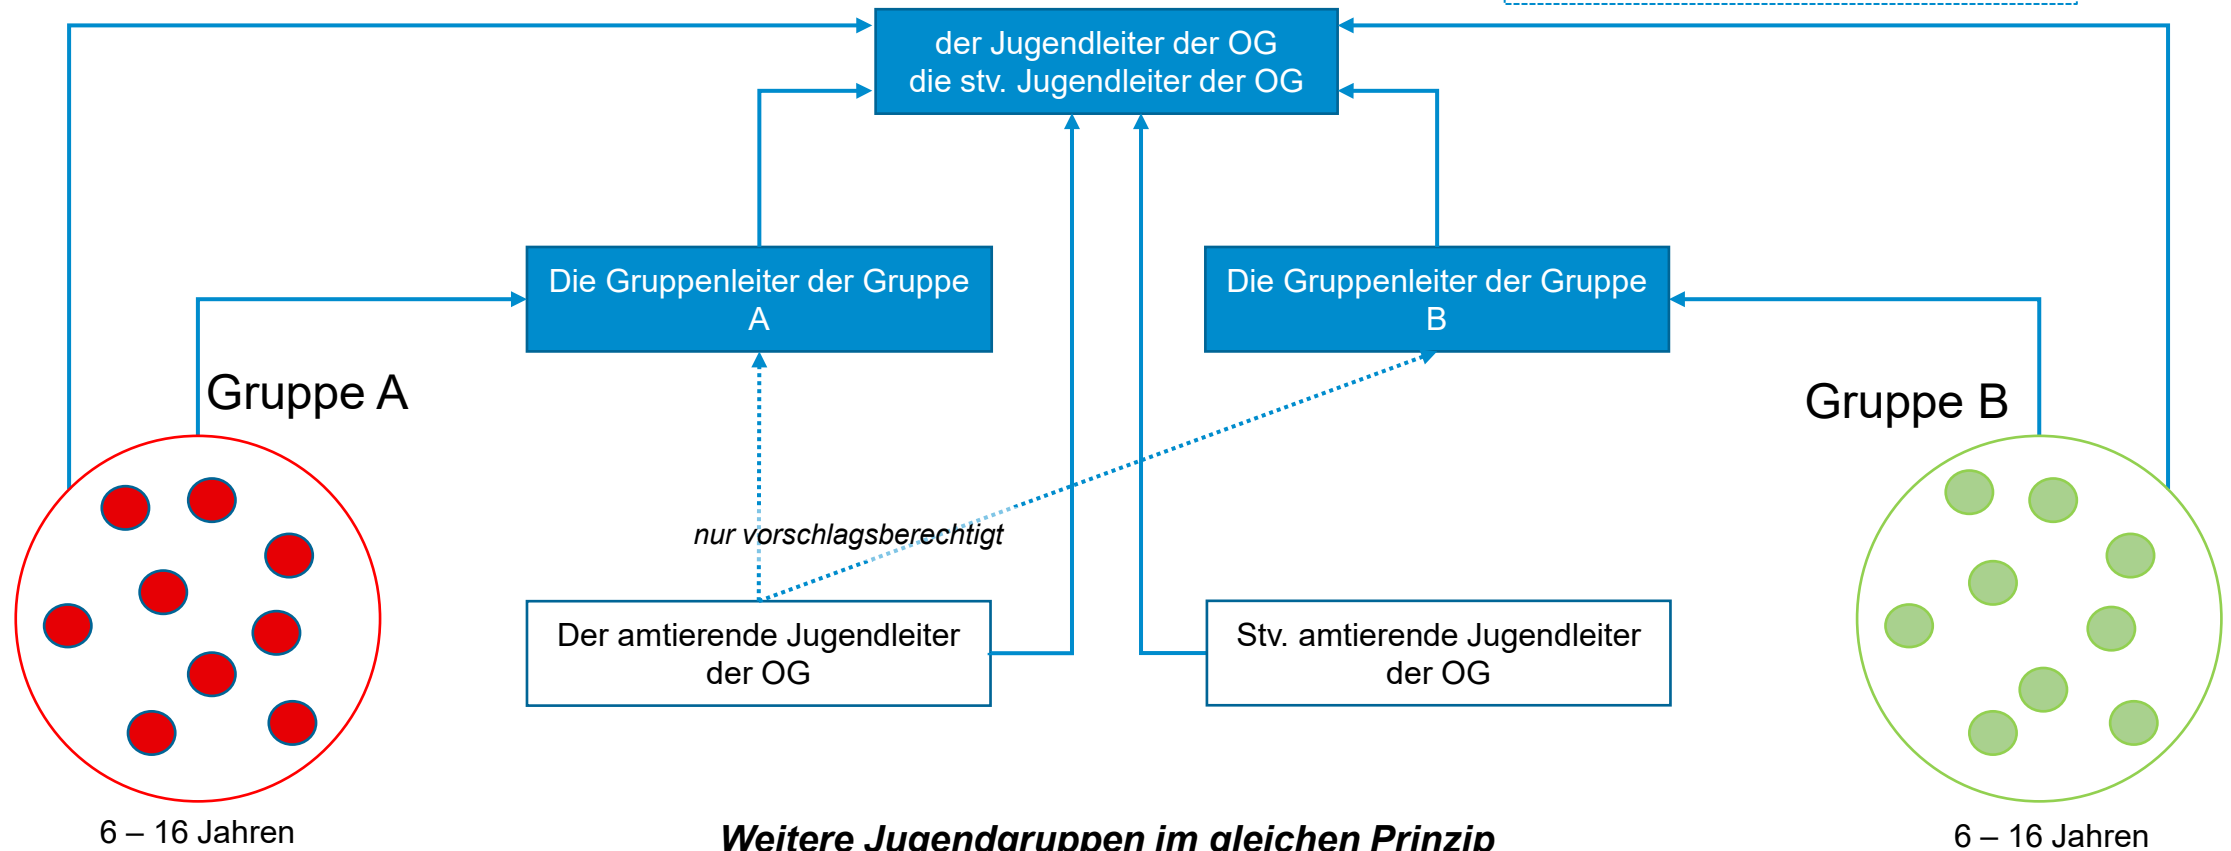 der Jugendleiter der OG
die stv. Jugendleiter der OG
Die Gruppenleiter der Gruppe
A
Die Gruppenleiter der Gruppe
B
Gruppe A
Gruppe B
nur vorschlagsberechtigt
Der amtierende Jugendleiter
der OG
Stv. amtierende Jugendleiter
der OG
6 – 16 Jahren
Weitere Jugendgruppen im gleichen Prinzip
6 – 16 Jahren